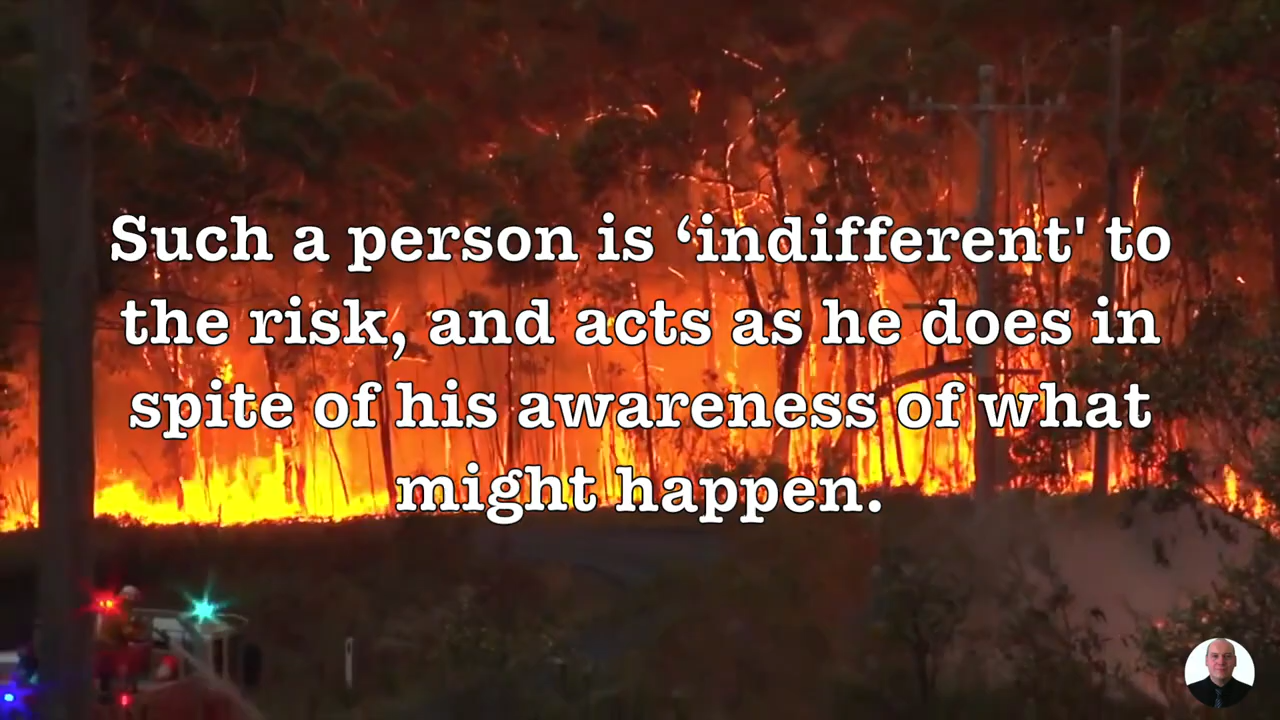 Such a person is ‘indifferent' to
the risk, and acts as he does in
spite of his awareness of what
might happen.